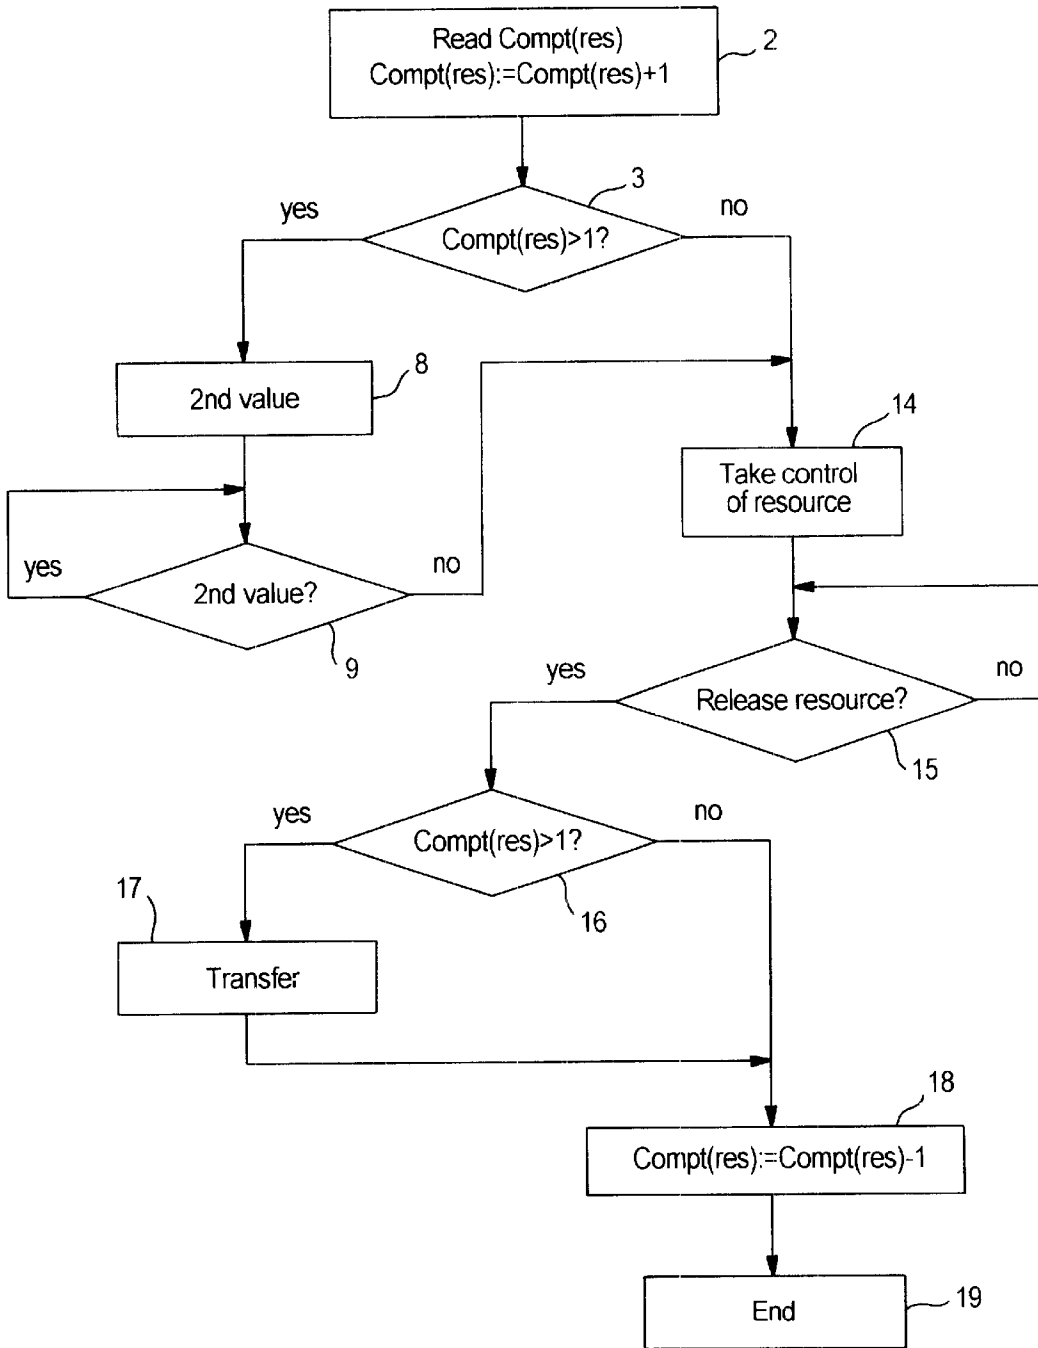 Read Compt(res)
Compt(res):=Compt(res)+1
2
3
yes
no
Compt(res)>1?
8
2nd value
14
Take control
of resource
yes
no
2nd value?
9
yes
no
Release resource?
15
yes
no
Compt(res)>1?
16
17
Transfer
18
Compt(res):=Compt(res)-1
End
19